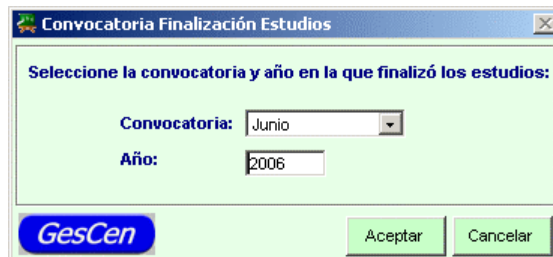 Convocatoria Finalización Estudios
Seleccione la convocatoria y año en la que finalizó los estudios:
Convocatoria: Junio
Año: 2006
GesCen Aceptar Cancelar